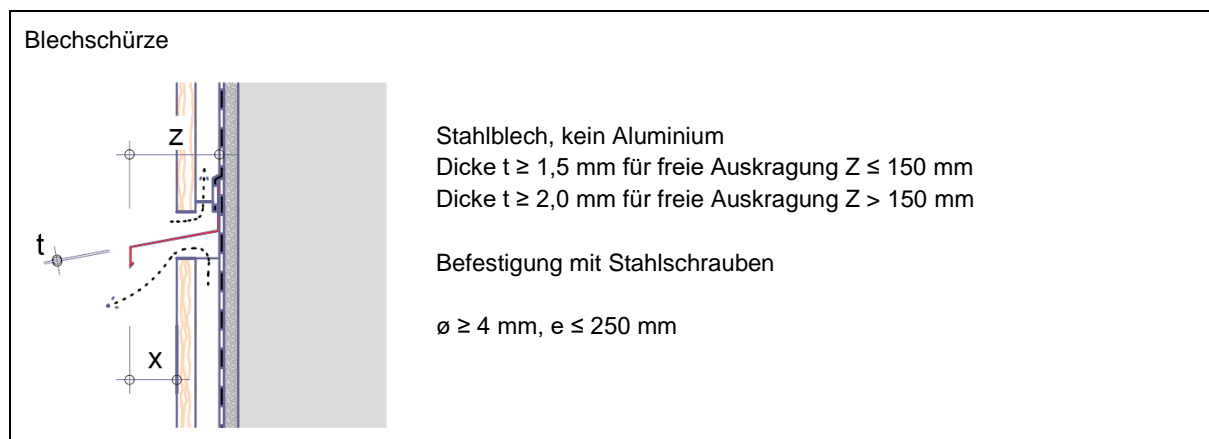 Blechschürze
z
t
x
Stahlblech, kein Aluminium
Dicke t ≥ 1,5 mm für freie Auskragung Z ≤ 150 mm
Dicke t ≥ 2,0 mm für freie Auskragung Z > 150 mm
Befestigung mit Stahlschrauben
ø ≥ 4 mm, e ≤ 250 mm